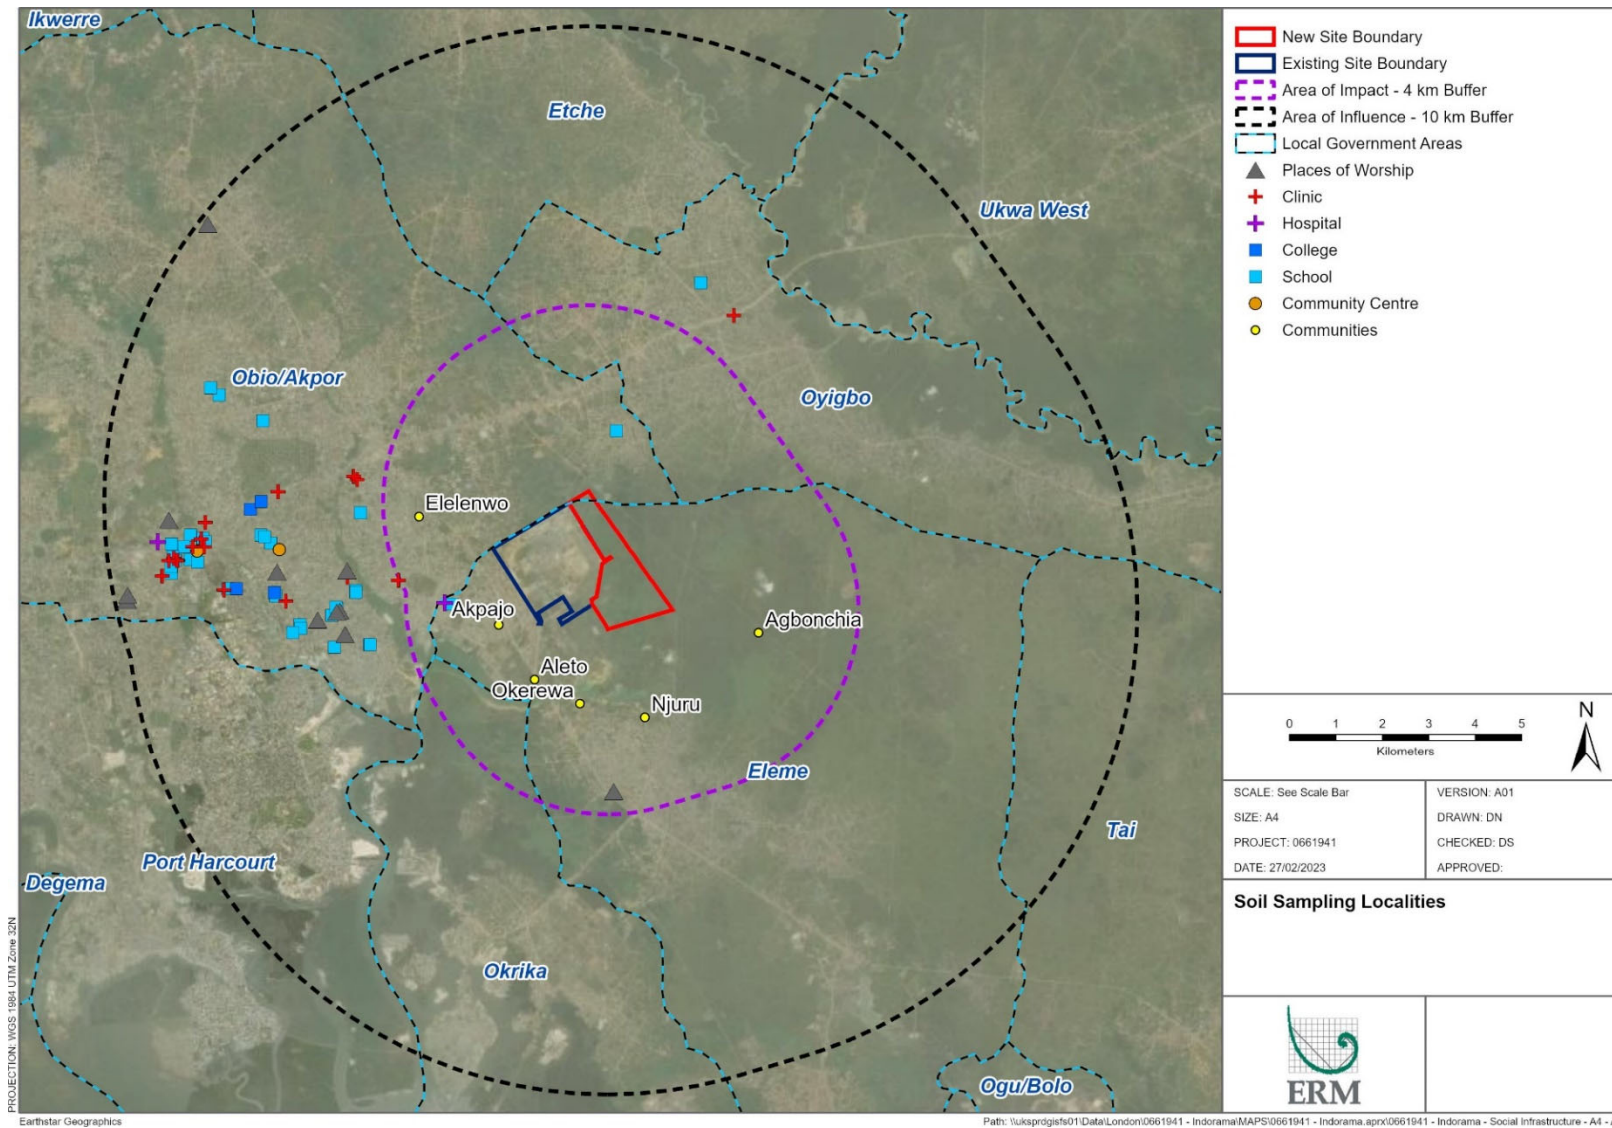 Ikwerre
Etche
Ukwa West
Obio/Akpor
Oyigbo
Elelenwo
Akpajo
Agbonchia
Aleto
Okerewa
Njuru
Eleme
Tai
Port Harcourt
Degema
Okrika
Ogu/Bolo
New Site Boundary
Existing Site Boundary
Area of Impact - 4 km Buffer
Area of Influence - 10 km Buffer
Local Government Areas
Places of Worship
Clinic
Hospital
College
School
Community Centre
Communities
0 1 2 3 4 5
Kilometers
N
SCALE: See Scale Bar
VERSION: A01
SIZE: A4
DRAWN: DN
PROJECT: 0661941
CHECKED: DS
DATE: 27/02/2023
APPROVED:
Soil Sampling Localities
ERM
PROJECTION: WGS 1984 UTM Zone 32N
Earthstar Geographics
Path: \\uksprdgisfs01\Data\London\0661941 - Indorama\MAPS\0661941 - Indorama.aprx\0661941 - Indorama - Social Infrastructure - A4 -